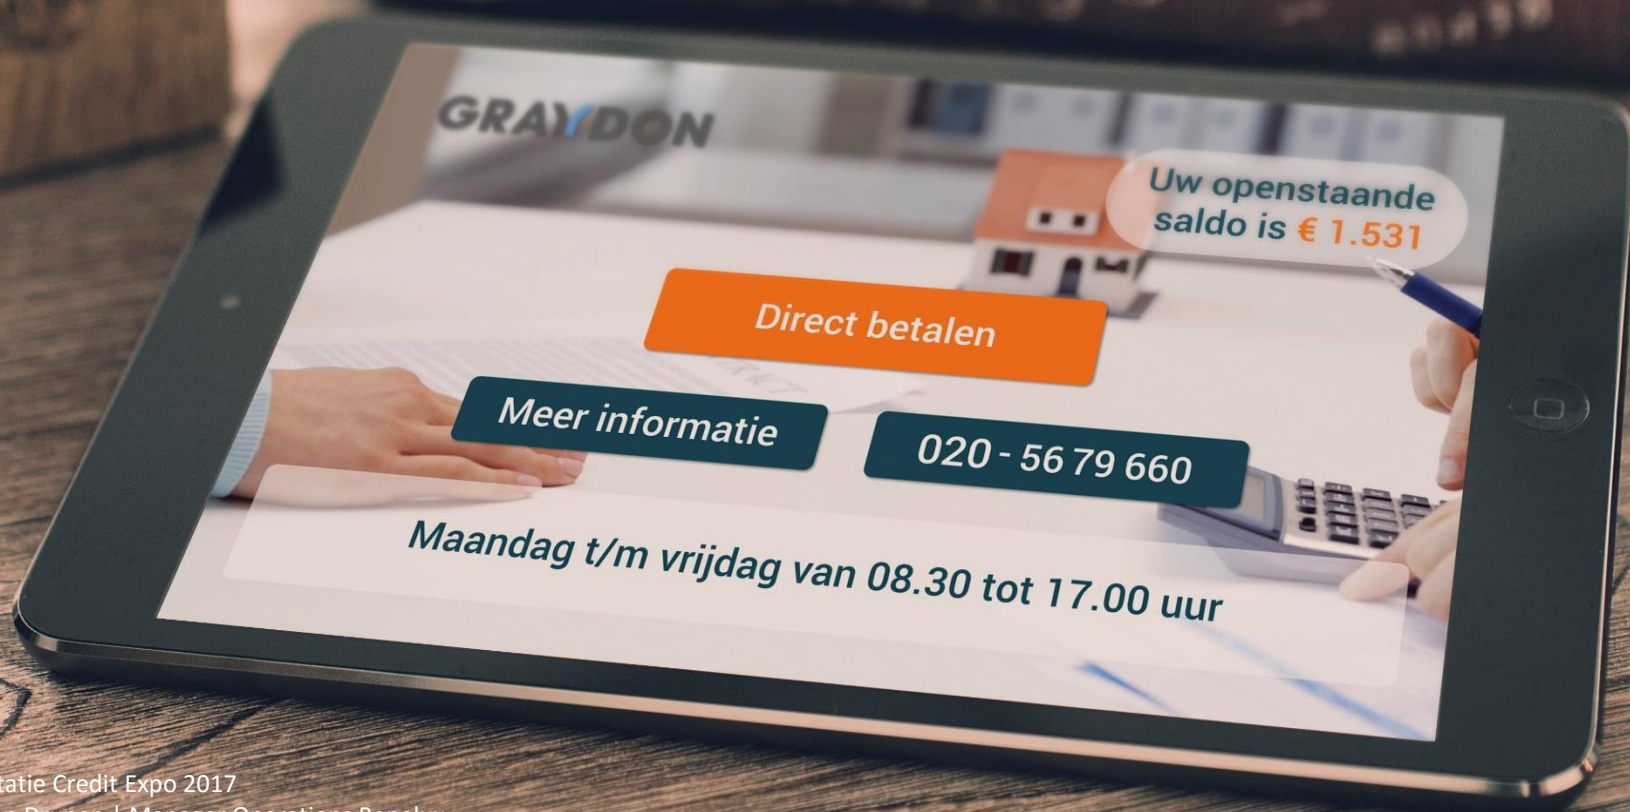 GRAYDON
Uw openstaande
saldo is € 1.531
Direct betalen
Meer informatie
020 - 56 79 660
Maandag t/m vrijdag van 08.30 tot 17.00 uur
Credit Expo 2017